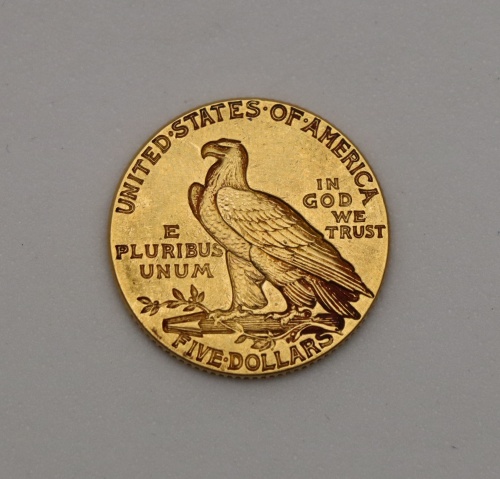 UNITED·STATES·OF·AMERICA
E
PLURIBUS
UNUM
IN
GOD
WE
TRUST
FIVE·DOLLARS